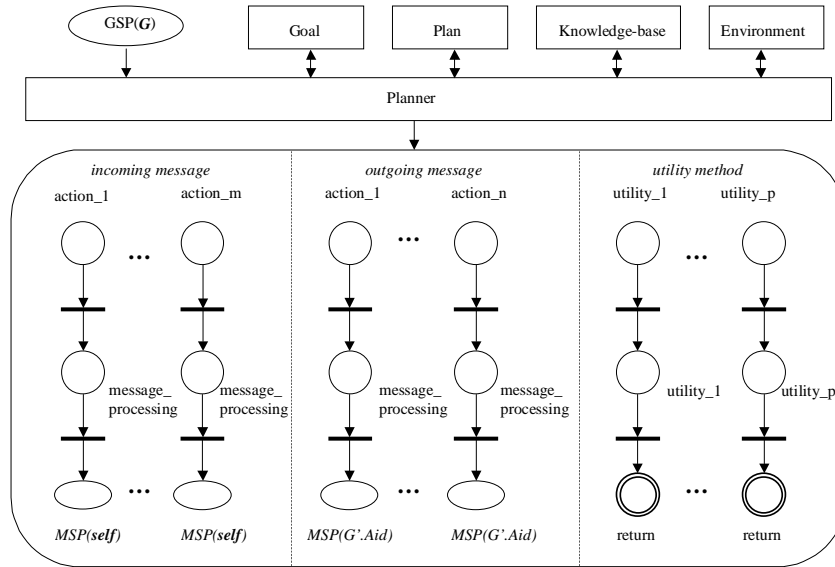 GSP(G)
Goal
Plan
Knowledge-base
Environment
Planner
incoming message
outgoing message
utility method
action_1
action_m
action_1
action_n
utility_1
utility_p
...
...
...
message_
processing
message_
processing
message_
processing
message_
processing
utility_1
utility_p
...
...
...
MSP(self)
MSP(self)
MSP(G'.Aid)
MSP(G'.Aid)
return
return